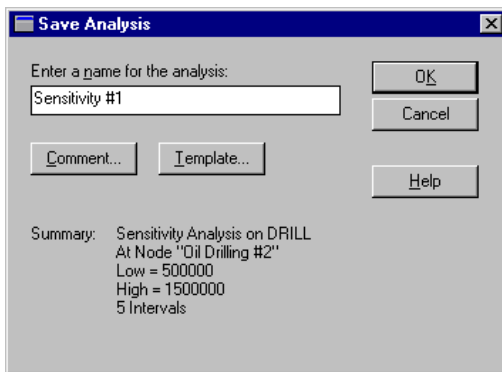 Save Analysis
Enter a name for the analysis:
Sensitivity #1
OK
Cancel
Comment...
Template...
Help
Summary: Sensitivity Analysis on DRILL
At Node "Oil Drilling #2"
Low = 500000
High = 1500000
5 Intervals